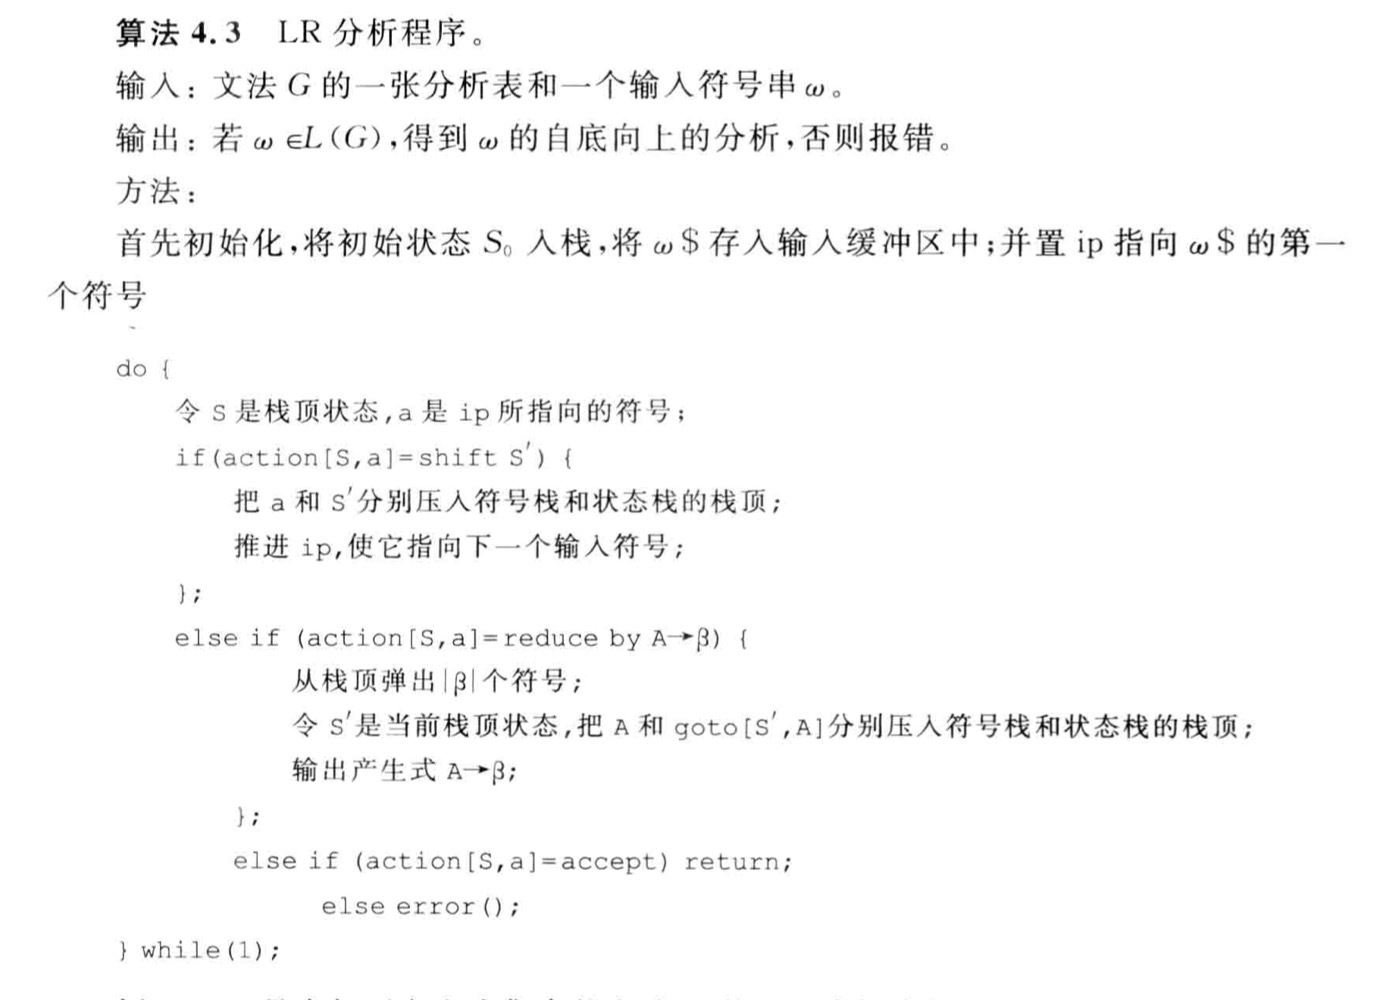 算法 4.3 LR 分析程序。
输入：文法 G 的一张分析表和一个输入符号串 ω。
输出：若 ω∈L(G),得到 ω 的自底向上的分析,否则报错。
方法：
首先初始化,将初始状态 S₀ 入栈,将 ω$ 存入输入缓冲区中;并置 ip 指向 ω$ 的第一
个符号
do {
令 S 是栈顶状态,a 是 ip 所指向的符号;
if(action[S,a]=shift S′) {
把 a 和 S′分别压入符号栈和状态栈的栈顶;
推进 ip,使它指向下一个输入符号;
};
else if (action[S,a]=reduce by A→β) {
从栈顶弹出|β|个符号;
令 S′是当前栈顶状态,把 A 和 goto[S′,A]分别压入符号栈和状态栈的栈顶;
输出产生式 A→β;
};
else if (action[S,a]=accept) return;
else error();
} while(1);